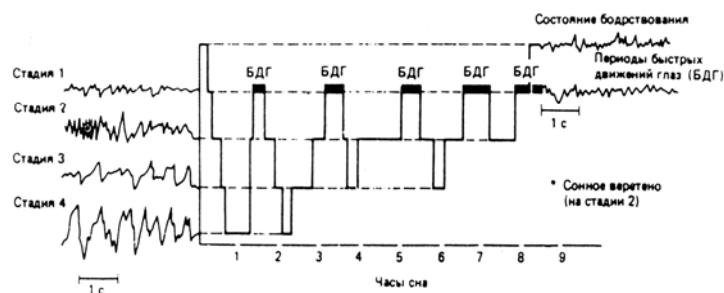 Состояние бодрствования
Периоды быстрых
движений глаз (БДГ)
БДГ БДГ БДГ БДГ БДГ
Стадия 1
Стадия 2
Стадия 3
Стадия 4
1 с
* Сонное веретено
(на стадии 2)
1 2 3 4 5 6 7 8 9
1 с
Часы сна